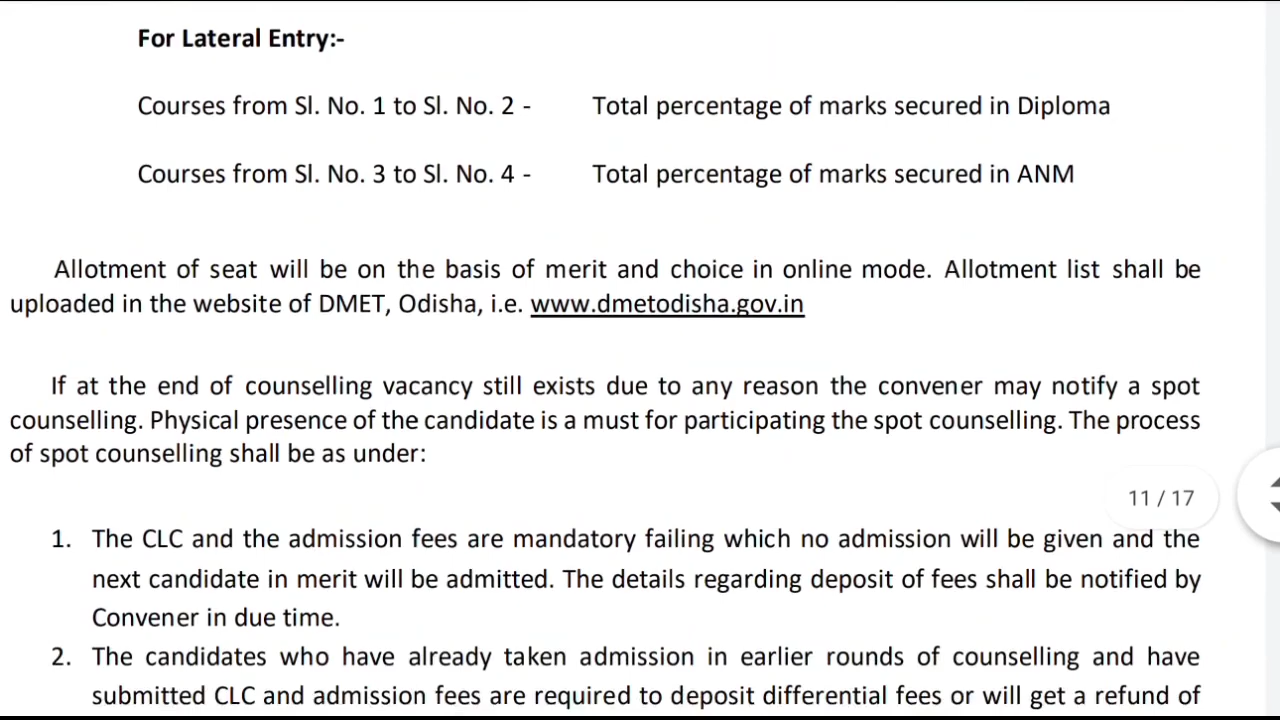 For Lateral Entry:-
Courses from Sl. No. 1 to Sl. No. 2 - Total percentage of marks secured in Diploma
Courses from Sl. No. 3 to Sl. No. 4 - Total percentage of marks secured in ANM
Allotment of seat will be on the basis of merit and choice in online mode. Allotment list shall be
uploaded in the website of DMET, Odisha, i.e. www.dmetodisha.gov.in
If at the end of counselling vacancy still exists due to any reason the convener may notify a spot
counselling. Physical presence of the candidate is a must for participating the spot counselling. The process
of spot counselling shall be as under:
11 / 17
1. The CLC and the admission fees are mandatory failing which no admission will be given and the
next candidate in merit will be admitted. The details regarding deposit of fees shall be notified by
Convener in due time.
2. The candidates who have already taken admission in earlier rounds of counselling and have
submitted CLC and admission fees are required to deposit differential fees or will get a refund of